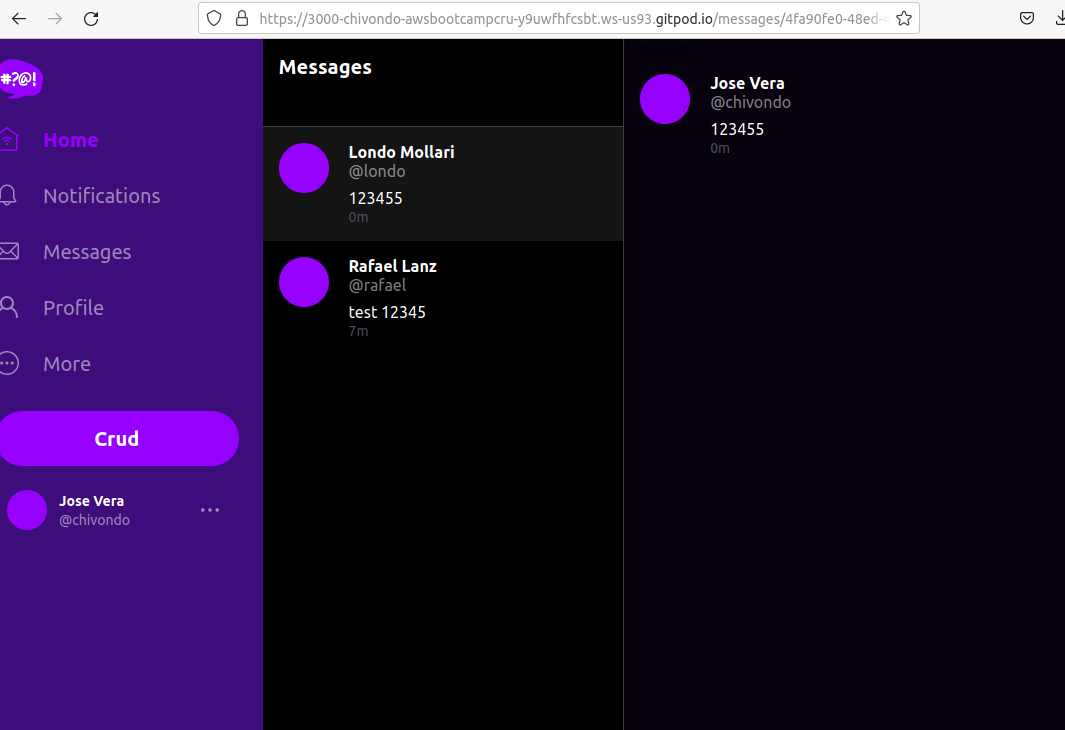 https://3000-chivondo-awsbootcampcru-y9uwfhfcsbt.ws-us93.gitpod.io/messages/4fa90fe0-48ed-
#?@!
Home
Notifications
Messages
Profile
More
Crud
Jose Vera
@chivondo
Messages
Londo Mollari
@londo
123455
0m
Rafael Lanz
@rafael
test 12345
7m
Messages
Jose Vera
@chivondo
123455
0m